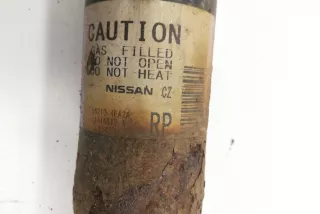 CAUTION
GAS FILLED
DO NOT OPEN
DO NOT HEAT
NISSAN CZ
RP